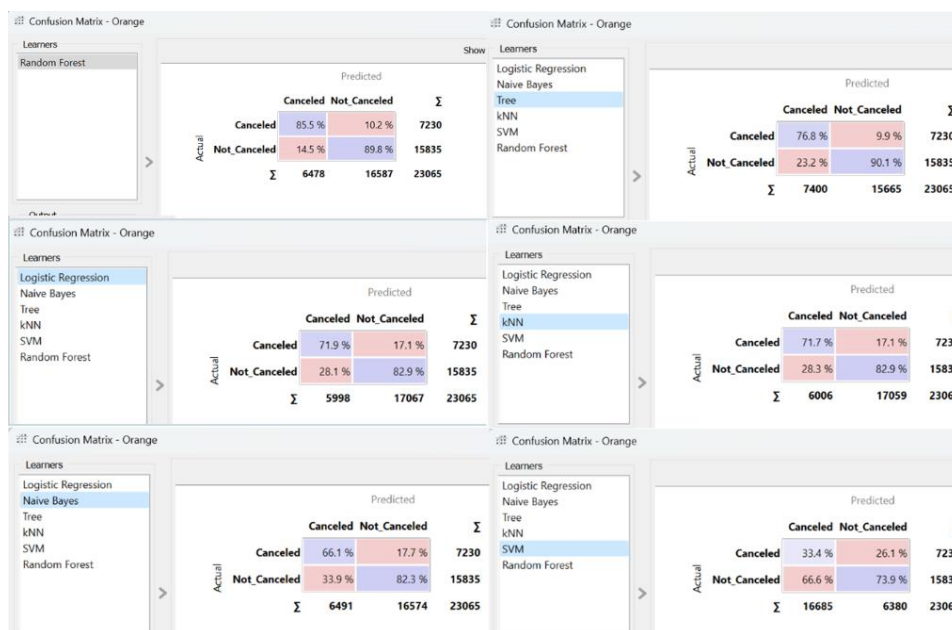 Confusion Matrix - Orange
Learners
Random Forest
Show
Predicted
Canceled Not_Canceled Σ
Actual
Canceled 85.5 % 10.2 % 7230
Not_Canceled 14.5 % 89.8 % 15835
Σ 6478 16587 23065
Output
Confusion Matrix - Orange
Learners
Logistic Regression
Naive Bayes
Tree
kNN
SVM
Random Forest
Predicted
Canceled Not_Canceled Σ
Actual
Canceled 76.8 % 9.9 % 7230
Not_Canceled 23.2 % 90.1 % 15835
Σ 7400 15665 23065
Confusion Matrix - Orange
Learners
Logistic Regression
Naive Bayes
Tree
kNN
SVM
Random Forest
Predicted
Canceled Not_Canceled Σ
Actual
Canceled 71.9 % 17.1 % 7230
Not_Canceled 28.1 % 82.9 % 15835
Σ 5998 17067 23065
Confusion Matrix - Orange
Learners
Logistic Regression
Naive Bayes
Tree
kNN
SVM
Random Forest
Predicted
Canceled Not_Canceled
Actual
Canceled 71.7 % 17.1 % 723
Not_Canceled 28.3 % 82.9 % 1583
Σ 6006 17059 2306
Confusion Matrix - Orange
Learners
Logistic Regression
Naive Bayes
Tree
kNN
SVM
Random Forest
Predicted
Canceled Not_Canceled Σ
Actual
Canceled 66.1 % 17.7 % 7230
Not_Canceled 33.9 % 82.3 % 15835
Σ 6491 16574 23065
Confusion Matrix - Orange
Learners
Logistic Regression
Naive Bayes
Tree
kNN
SVM
Random Forest
Predicted
Canceled Not_Canceled
Actual
Canceled 33.4 % 26.1 % 723
Not_Canceled 66.6 % 73.9 % 1583
Σ 16685 6380 2306